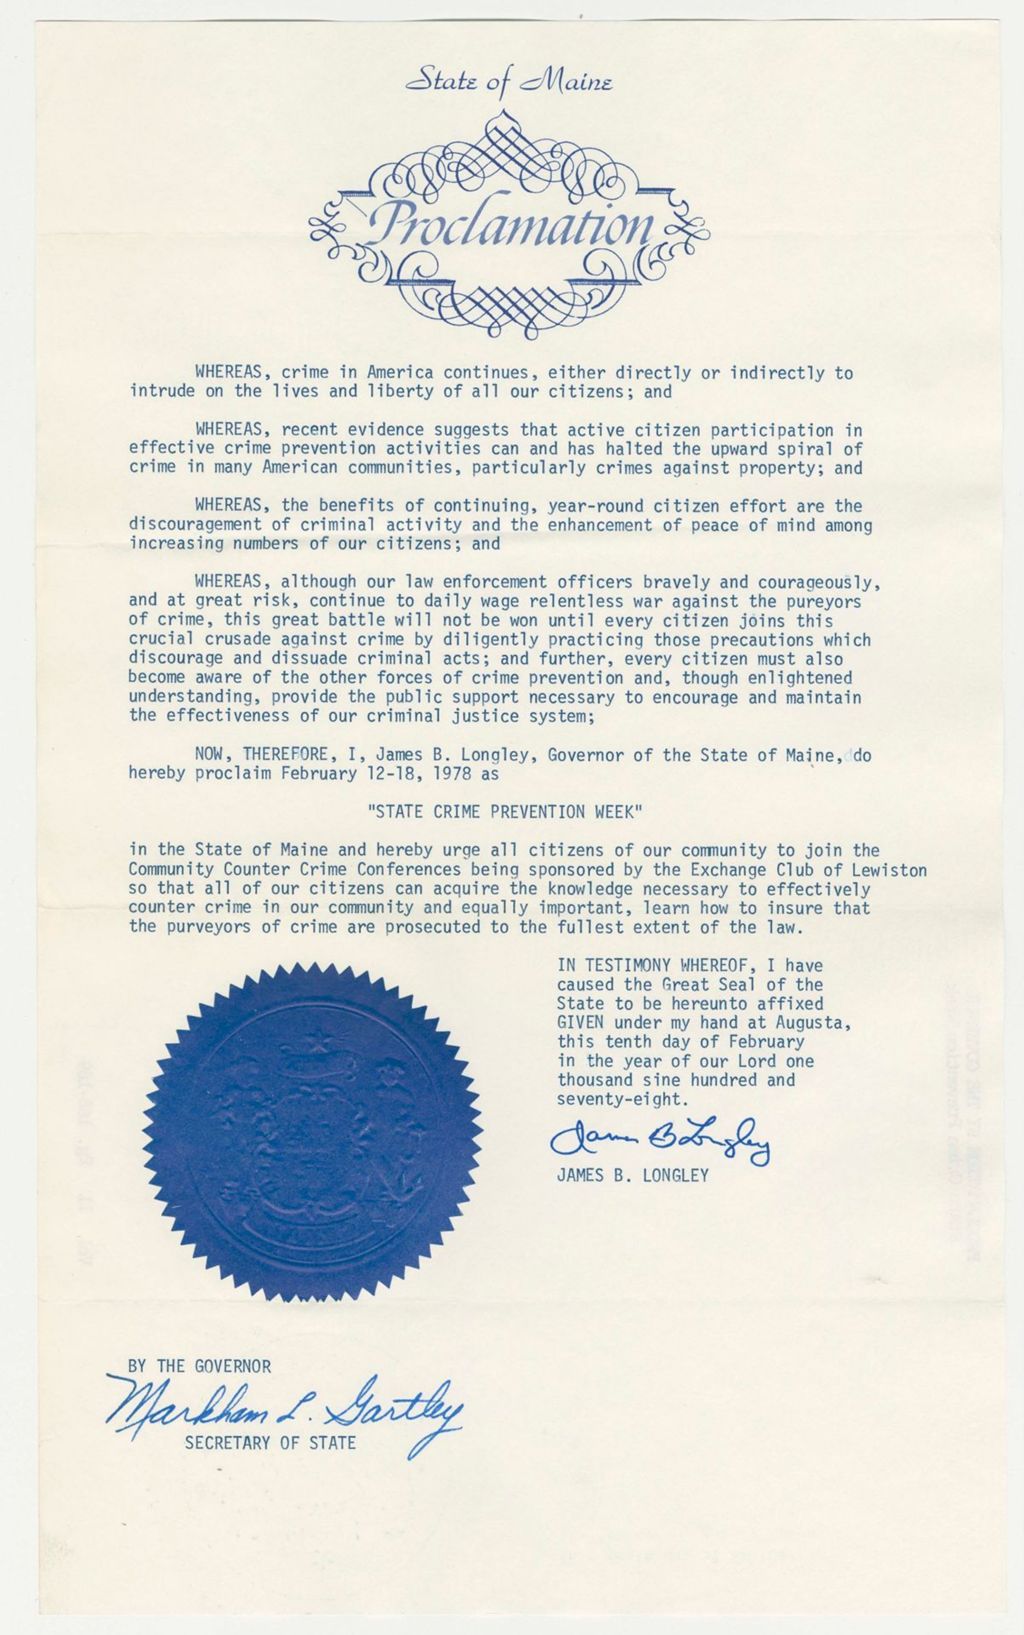 State of Maine
Proclamation
WHEREAS, crime in America continues, either directly or indirectly to
intrude on the lives and liberty of all our citizens; and
WHEREAS, recent evidence suggests that active citizen participation in
effective crime prevention activities can and has halted the upward spiral of
crime in many American communities, particularly crimes against property; and
WHEREAS, the benefits of continuing, year-round citizen effort are the
discouragement of criminal activity and the enhancement of peace of mind among
increasing numbers of our citizens; and
WHEREAS, although our law enforcement officers bravely and courageously,
and at great risk, continue to daily wage relentless war against the pureyors
of crime, this great battle will not be won until every citizen joins this
crucial crusade against crime by diligently practicing those precautions which
discourage and dissuade criminal acts; and further, every citizen must also
become aware of the other forces of crime prevention and, though enlightened
understanding, provide the public support necessary to encourage and maintain
the effectiveness of our criminal justice system;
NOW, THEREFORE, I, James B. Longley, Governor of the State of Maine, do
hereby proclaim February 12-18, 1978 as
"STATE CRIME PREVENTION WEEK"
in the State of Maine and hereby urge all citizens of our community to join the
Community Counter Crime Conferences being sponsored by the Exchange Club of Lewiston
so that all of our citizens can acquire the knowledge necessary to effectively
counter crime in our community and equally important, learn how to insure that
the purveyors of crime are prosecuted to the fullest extent of the law.
IN TESTIMONY WHEREOF, I have
caused the Great Seal of the
State to be hereunto affixed
GIVEN under my hand at Augusta,
this tenth day of February
in the year of our Lord one
thousand sine hundred and
seventy-eight.
James B Longley
JAMES B. LONGLEY
BY THE GOVERNOR
Markham L. Gartley
SECRETARY OF STATE